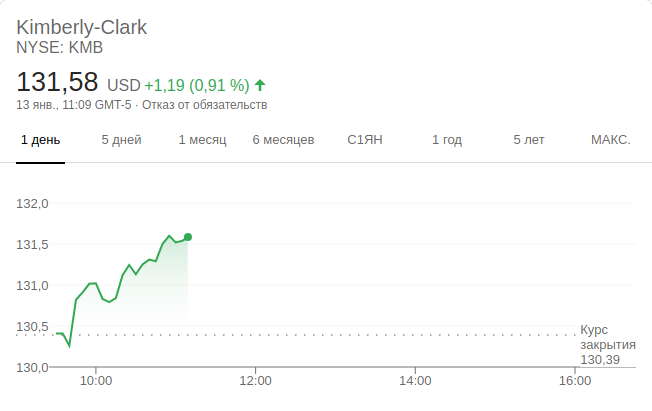 Kimberly-Clark
NYSE: KMB
131,58 USD +1,19 (0,91 %)
13 янв., 11:09 GMT-5 · Отказ от обязательств
1 день 5 дней 1 месяц 6 месяцев С1ЯН 1 год 5 лет МАКС.
132,0
131,5
131,0
130,5
Курс
закрытия
130,39
130,0
10:00 12:00 14:00 16:00